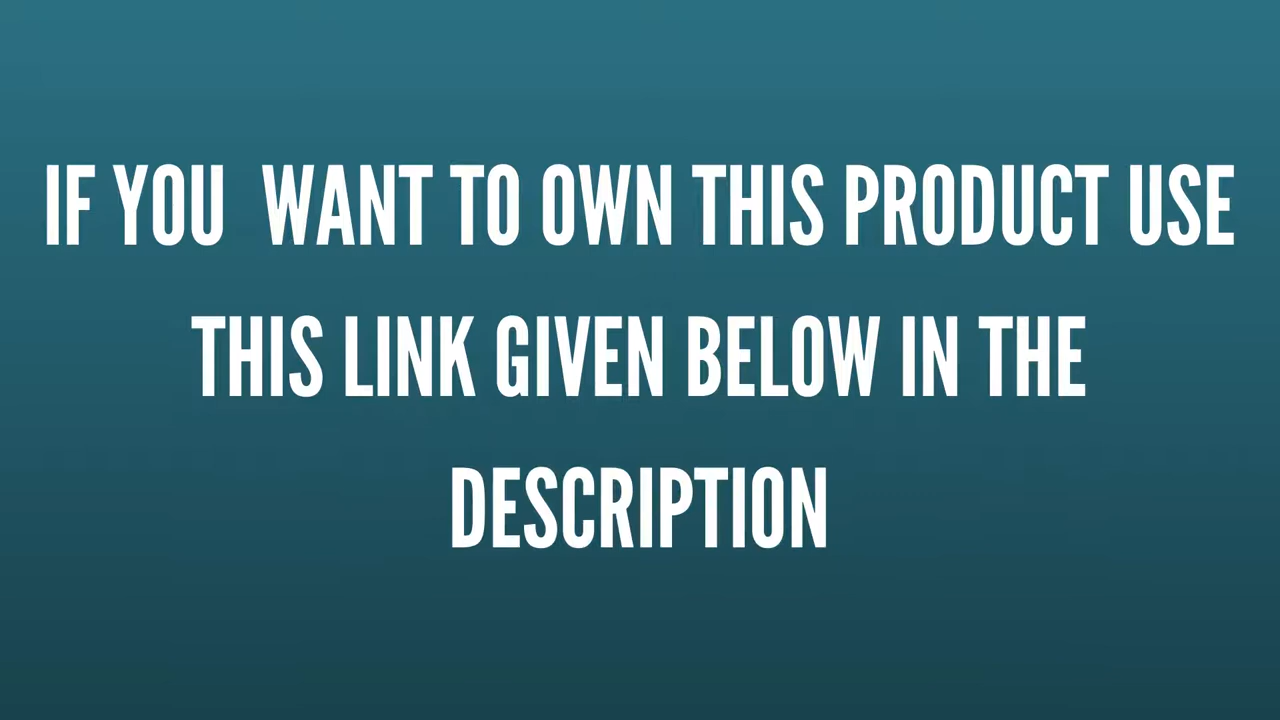 IF YOU  WANT TO OWN THIS PRODUCT USE
THIS LINK GIVEN BELOW IN THE
DESCRIPTION